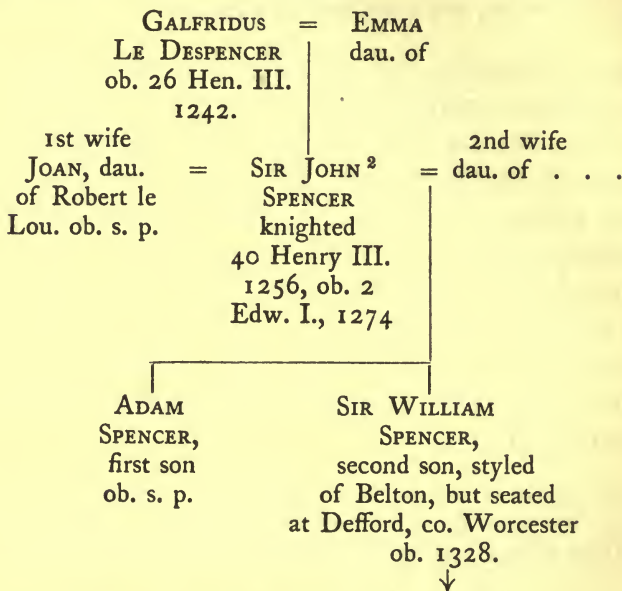 GALFRIDUS = EMMA
LE DESPENCER dau. of
ob. 26 Hen. III.
1242.
1st wife
JOAN, dau.
of Robert le
Lou. ob. s. p.
= SIR JOHN ² =
SPENCER
knighted
40 Henry III.
1256, ob. 2
Edw. I., 1274
2nd wife
dau. of . . .
ADAM
SPENCER,
first son
ob. s. p.
SIR WILLIAM
SPENCER,
second son, styled
of Belton, but seated
at Defford, co. Worcester
ob. 1328.